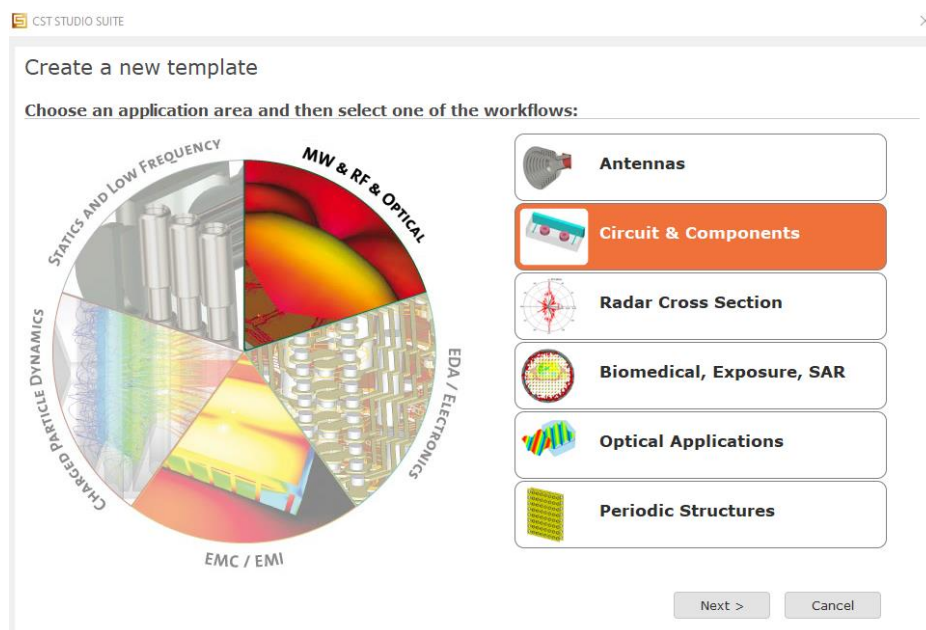 CST STUDIO SUITE
Create a new template
Choose an application area and then select one of the workflows:
STATICS AND LOW FREQUENCY
MW & RF & OPTICAL
EDA / ELECTRONICS
EMC / EMI
CHARGED PARTICLE DYNAMICS
Antennas
Circuit & Components
Radar Cross Section
Biomedical, Exposure, SAR
Optical Applications
Periodic Structures
Next >
Cancel